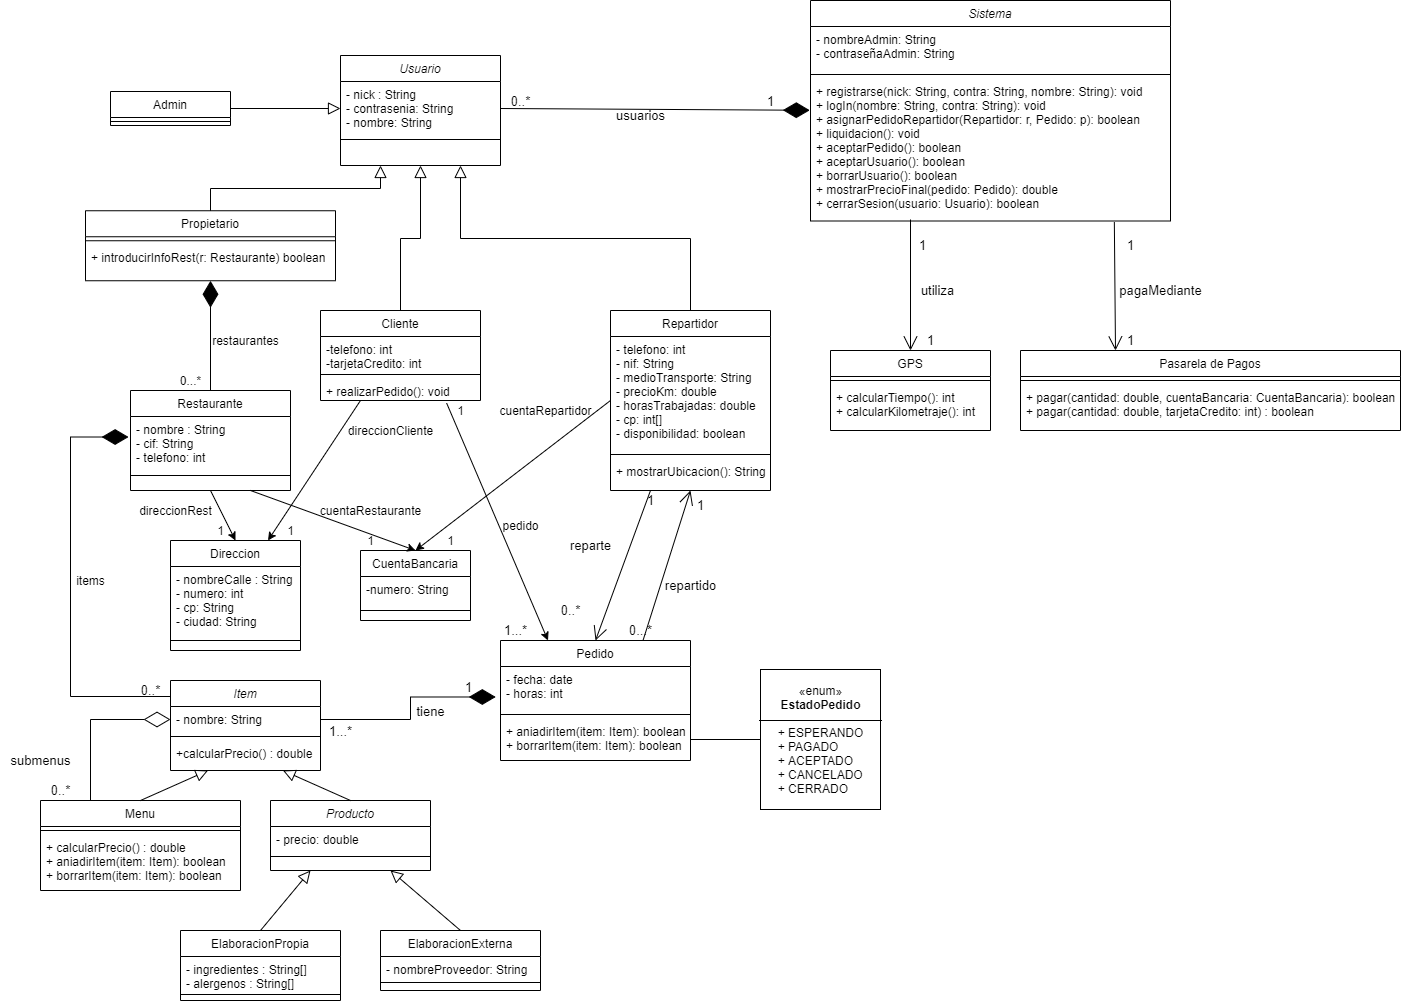 Sistema
- nombreAdmin: String
- contraseñaAdmin: String
+ registrarse(nick: String, contra: String, nombre: String): void
+ logIn(nombre: String, contra: String): void
+ asignarPedidoRepartidor(Repartidor: r, Pedido: p): boolean
+ liquidacion(): void
+ aceptarPedido(): boolean
+ aceptarUsuario(): boolean
+ borrarUsuario(): boolean
+ mostrarPrecioFinal(pedido: Pedido): double
+ cerrarSesion(usuario: Usuario): boolean
Usuario
- nick : String
- contrasenia: String
- nombre: String
0..*
usuarios
1
Admin
Propietario
+ introducirInfoRest(r: Restaurante) boolean
1
utiliza
1
1
pagaMediante
1
restaurantes
0...*
Cliente
-telefono: int
-tarjetaCredito: int
+ realizarPedido(): void
Repartidor
- telefono: int
- nif: String
- medioTransporte: String
- precioKm: double
- horasTrabajadas: double
- cp: int[]
- disponibilidad: boolean
+ mostrarUbicacion(): String
GPS
+ calcularTiempo(): int
+ calcularKilometraje(): int
Pasarela de Pagos
+ pagar(cantidad: double, cuentaBancaria: CuentaBancaria): boolean
+ pagar(cantidad: double, tarjetaCredito: int) : boolean
Restaurante
- nombre : String
- cif: String
- telefono: int
1
cuentaRepartidor
direccionCliente
direccionRest
1
1
cuentaRestaurante
1
1
pedido
1...*
1
reparte
0..*
1
repartido
0...*
items
0..*
Direccion
- nombreCalle : String
- numero: int
- cp: String
- ciudad: String
CuentaBancaria
-numero: String
Pedido
- fecha: date
- horas: int
+ aniadirItem(item: Item): boolean
+ borrarItem(item: Item): boolean
1
tiene
1...*
«enum»
EstadoPedido
+ ESPERANDO
+ PAGADO
+ ACEPTADO
+ CANCELADO
+ CERRADO
Item
- nombre: String
+calcularPrecio() : double
submenus
0..*
Menu
+ calcularPrecio() : double
+ aniadirItem(item: Item): boolean
+ borrarItem(item: Item): boolean
Producto
- precio: double
ElaboracionPropia
- ingredientes : String[]
- alergenos : String[]
ElaboracionExterna
- nombreProveedor: String